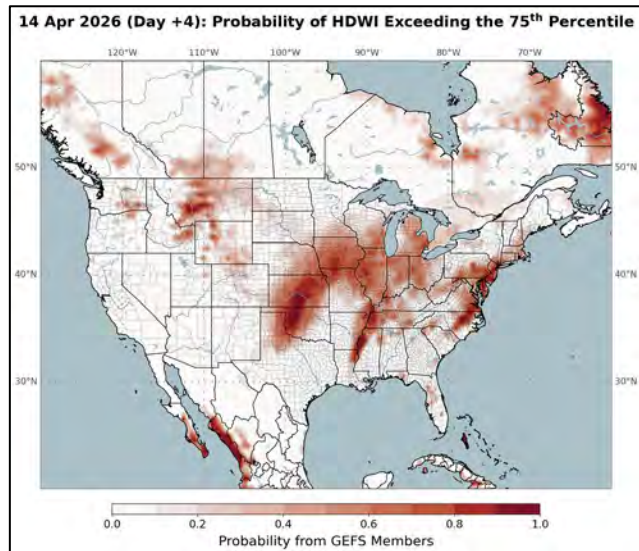 14 Apr 2026 (Day +4): Probability of HDWI Exceeding the 75th Percentile
120°W 110°W 100°W 90°W 80°W 70°W
50°N 50°N
40°N 40°N
30°N 30°N
0.0 0.2 0.4 0.6 0.8 1.0
Probability from GEFS Members